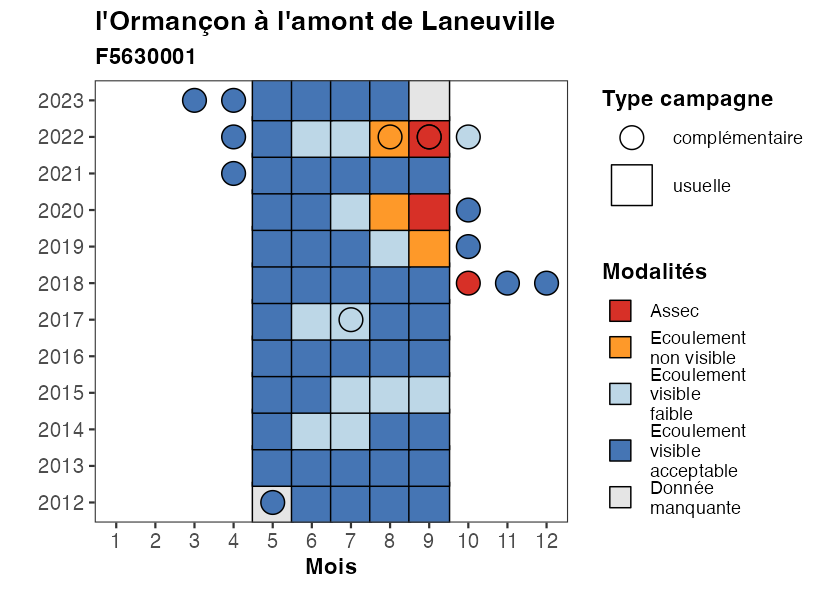 l'Ormançon à l'amont de Laneuville
F5630001
2023
2022
2021
2020
2019
2018
2017
2016
2015
2014
2013
2012
1 2 3 4 5 6 7 8 9 10 11 12
Mois
Type campagne
complémentaire
usuelle
Modalités
Assec
Ecoulement
non visible
Ecoulement
visible
faible
Ecoulement
visible
acceptable
Donnée
manquante